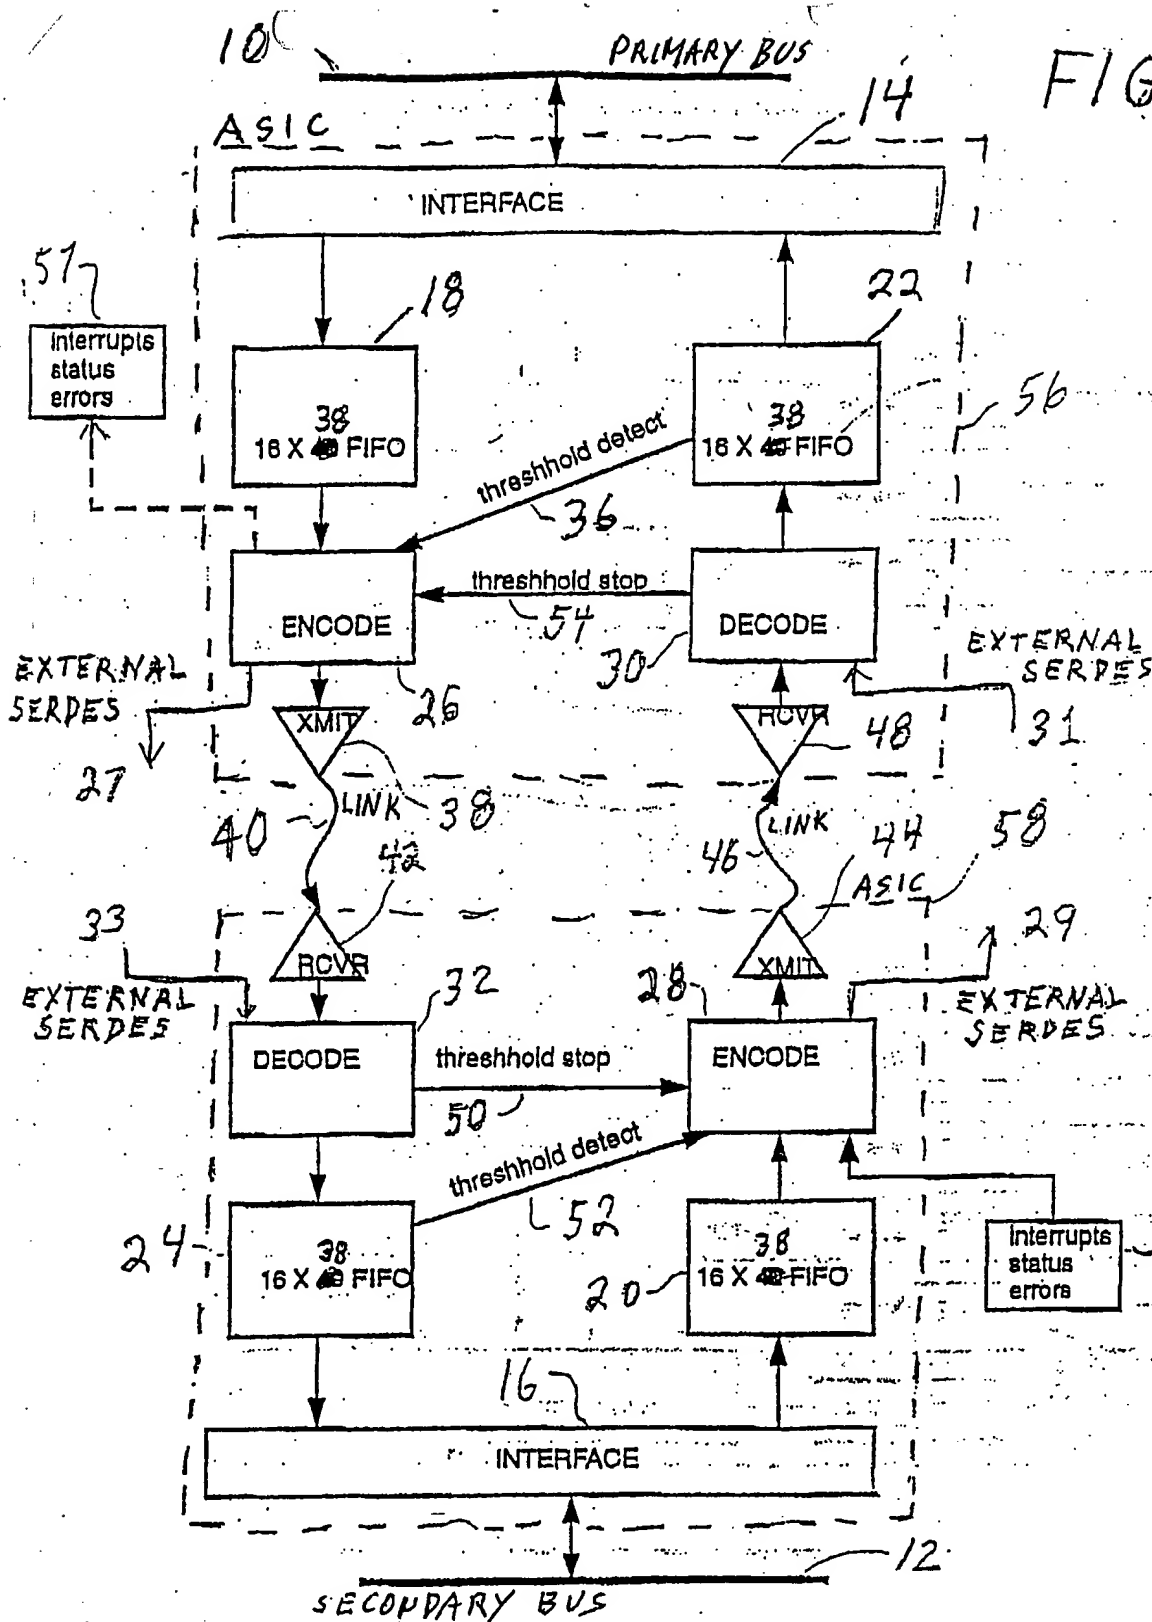 10
PRIMARY BUS
FIG
ASIC
14
INTERFACE
57
Interrupts
status
errors
18
22
38
16 X FIFO
38
16 X FIFO
56
threshhold detect
36
ENCODE
threshhold stop
54
DECODE
30
EXTERNAL
SERDES
27
26
EXTERNAL
SERDES
31
XMIT
38
RCVR
48
LINK
40
LINK
46
42
44
58
ASIC
33
EXTERNAL
SERDES
RCVR
XMIT
29
EXTERNAL
SERDES
32
28
DECODE
threshhold stop
50
ENCODE
threshhold detect
52
24
38
16 X FIFO
20
38
16 X FIFO
Interrupts
status
errors
16
INTERFACE
12
SECONDARY BUS